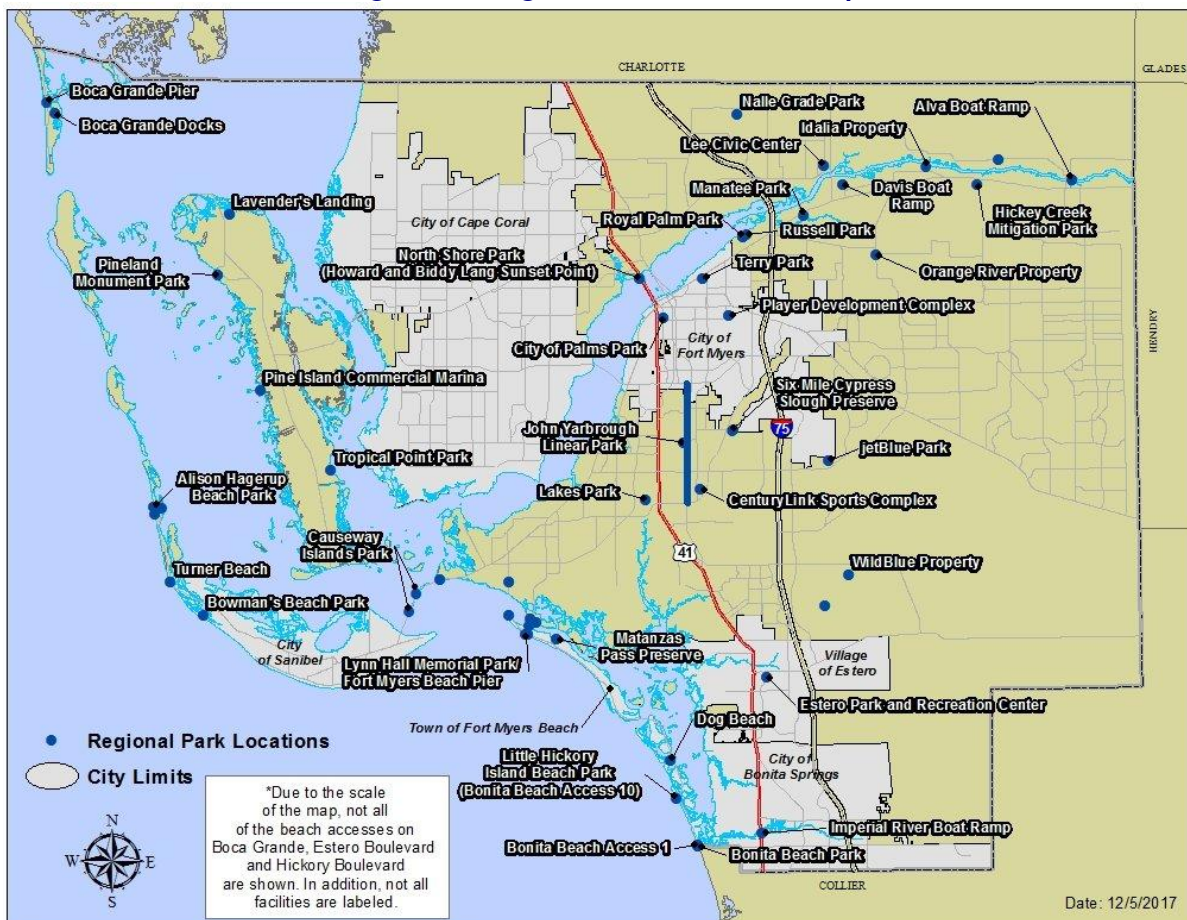 CHARLOTTE
GLADES
Boca Grande Pier
Boca Grande Docks
Nalle Grade Park
Alva Boat Ramp
Idalia Property
Lee Civic Center
Lavender's Landing
Manatee Park
Davis Boat
Ramp
City of Cape Coral
Royal Palm Park
Hickey Creek
Mitigation Park
Russell Park
North Shore Park
(Howard and Biddy Lang Sunset Point)
Pineland
Monument Park
Terry Park
Orange River Property
Player Development Complex
HENDRY
City of
Fort Myers
City of Palms Park
Pine Island Commercial Marina
Six Mile Cypress
Slough Preserve
John Yarbrough
Linear Park
75
jetBlue Park
Tropical Point Park
Alison Hagerup
Beach Park
Lakes Park
CenturyLink Sports Complex
Causeway
Islands Park
41
WildBlue Property
Turner Beach
Bowman's Beach Park
City
of Sanibel
Matanzas
Pass Preserve
Village
of Estero
Lynn Hall Memorial Park/
Fort Myers Beach Pier
Estero Park and Recreation Center
Town of Fort Myers Beach
Dog Beach
Regional Park Locations
City Limits
Little Hickory
Island Beach Park
(Bonita Beach Access 10)
City of
Bonita Springs
*Due to the scale
of the map, not all
of the beach accesses on
Boca Grande, Estero Boulevard
and Hickory Boulevard
are shown. In addition, not all
facilities are labeled.
N
W
E
S
Imperial River Boat Ramp
Bonita Beach Access 1
Bonita Beach Park
COLLIER
Date: 12/5/2017